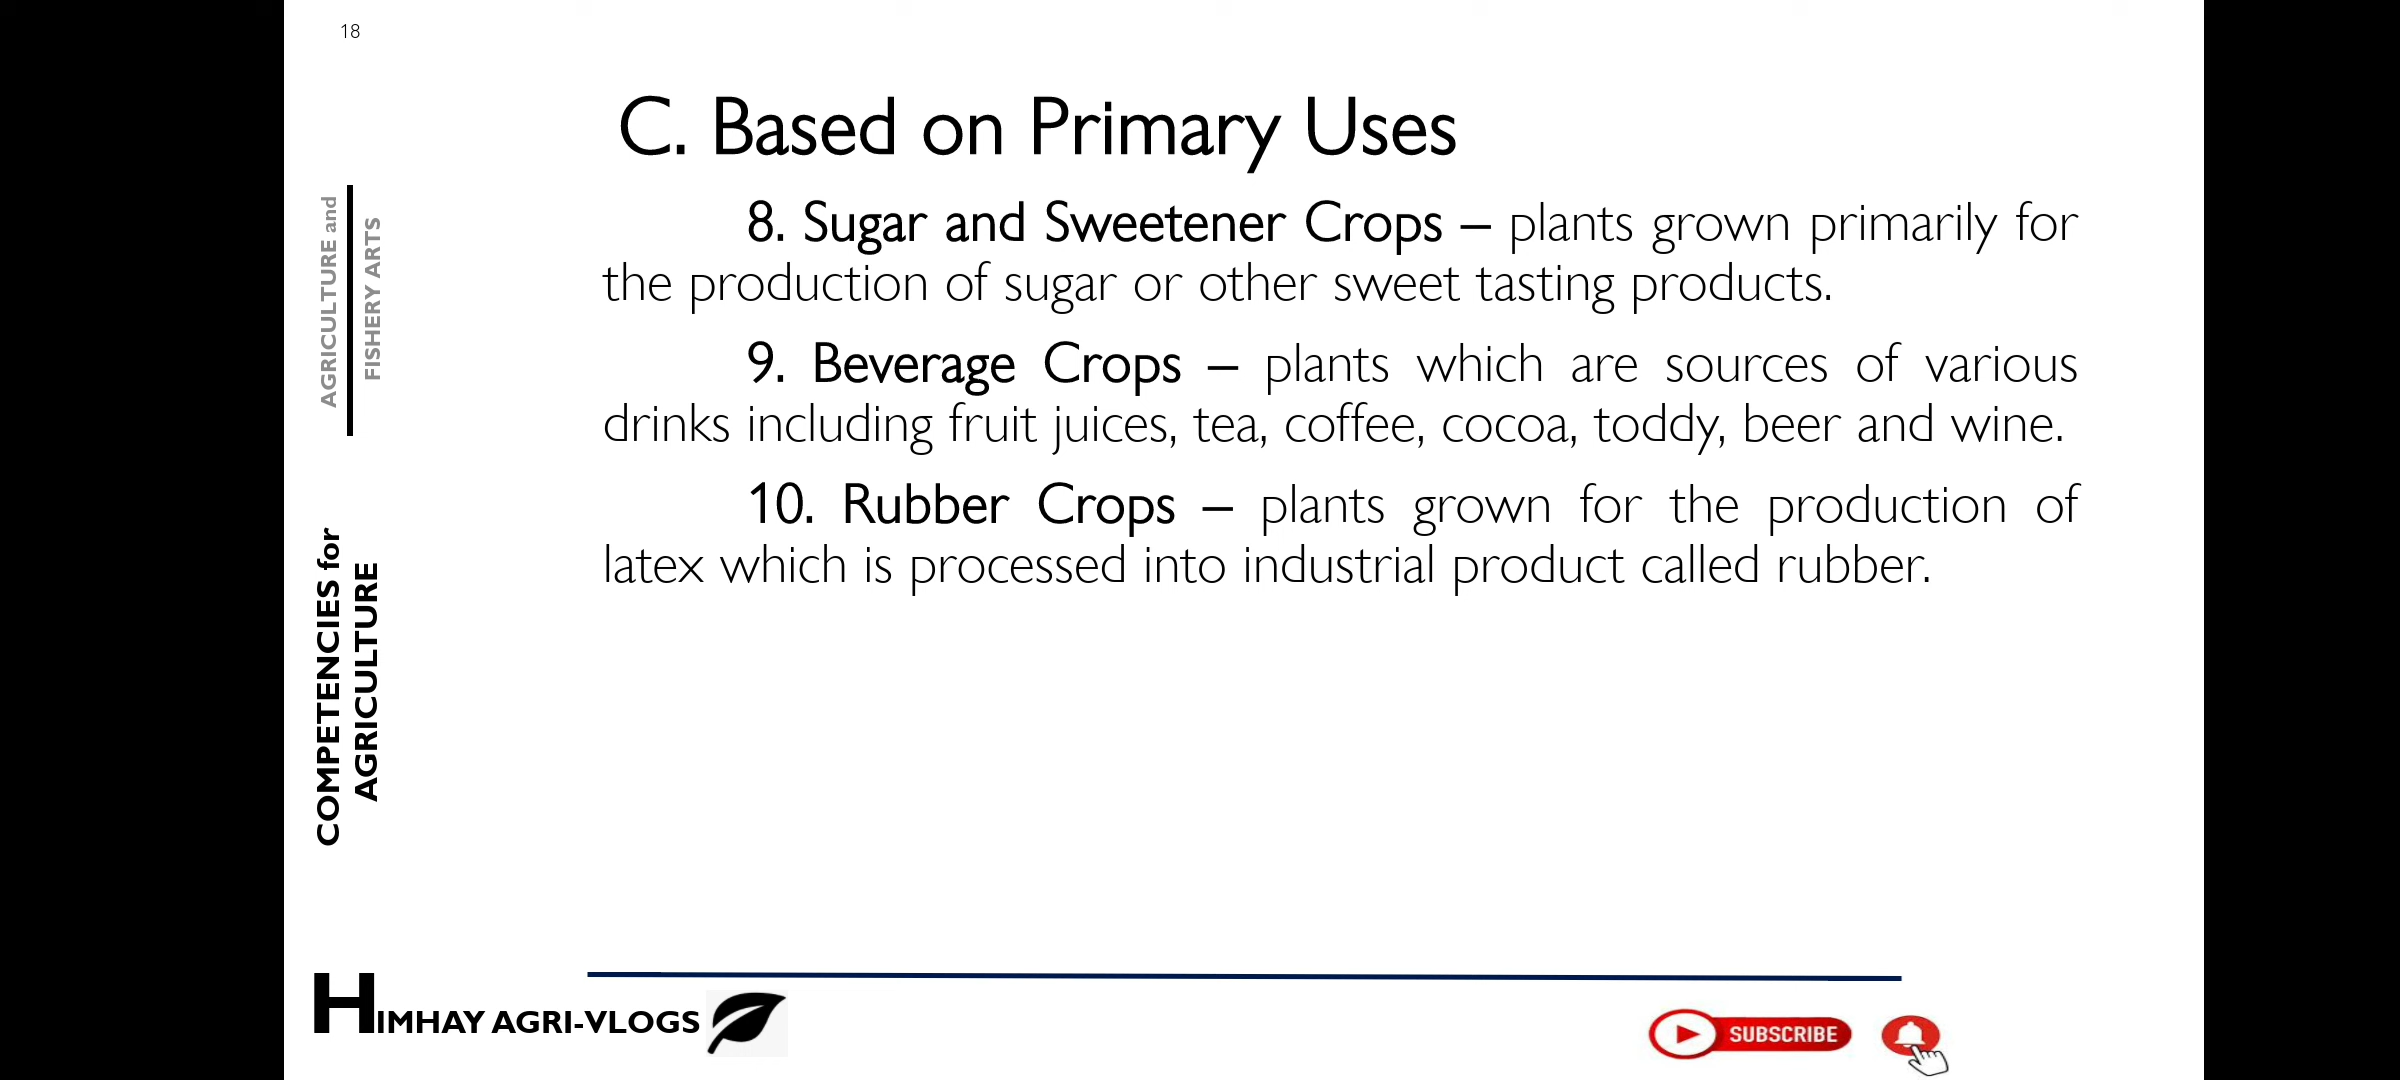 18
C. Based on Primary Uses
AGRICULTURE and
FISHERY ARTS
8. Sugar and Sweetener Crops – plants grown primarily for
the production of sugar or other sweet tasting products.
9. Beverage Crops – plants which are sources of various
drinks including fruit juices, tea, coffee, cocoa, toddy, beer and wine.
10. Rubber Crops – plants grown for the production of
latex which is processed into industrial product called rubber.
COMPETENCIES for
AGRICULTURE
HIMHAY AGRI-VLOGS
SUBSCRIBE